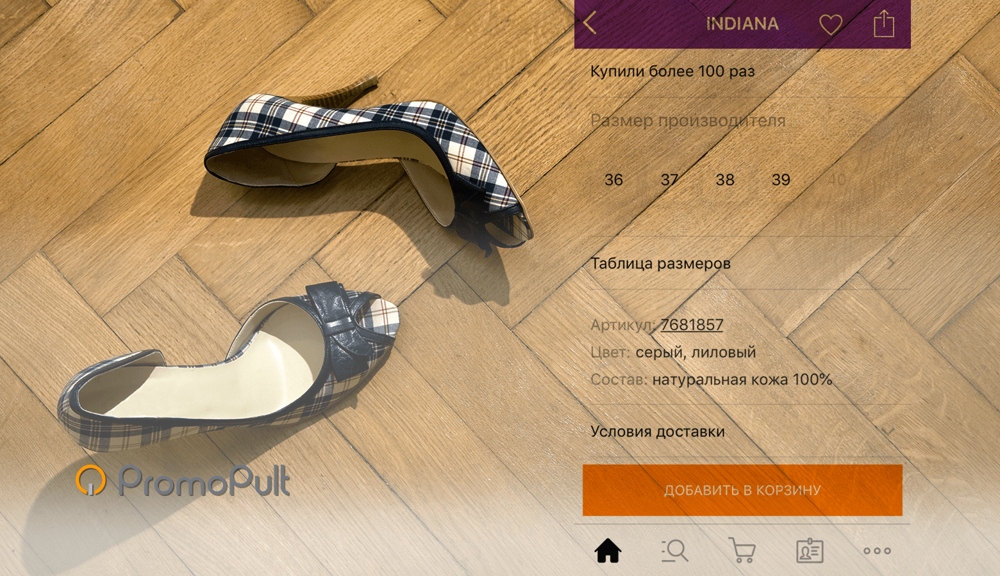 INDIANA
Купили более 100 раз
Размер производителя
36 37 38 39 40
Таблица размеров
Артикул: 7681857
Цвет: серый, лиловый
Состав: натуральная кожа 100%
Условия доставки
ДОБАВИТЬ В КОРЗИНУ
PromoPult